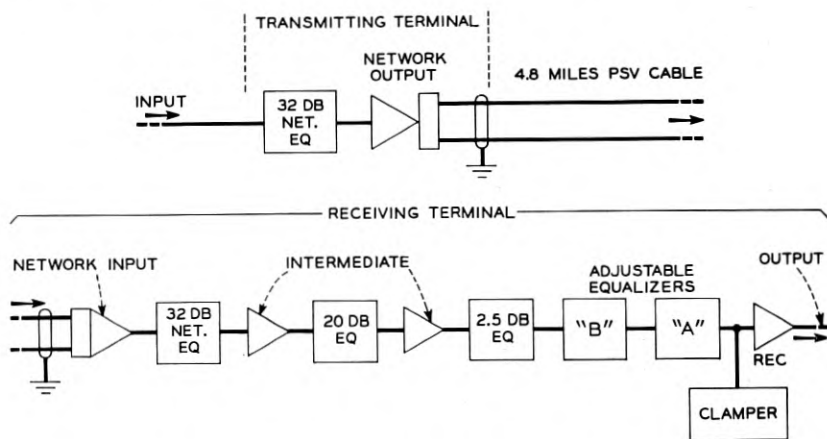 TRANSMITTING TERMINAL
NETWORK
OUTPUT
4.8 MILES PSV CABLE
INPUT
32 DB
NET.
EQ
RECEIVING TERMINAL
NETWORK INPUT
INTERMEDIATE
ADJUSTABLE
EQUALIZERS
OUTPUT
32 DB
NET.
EQ
20 DB
EQ
2.5 DB
EQ
"B"
"A"
REC
CLAMPER